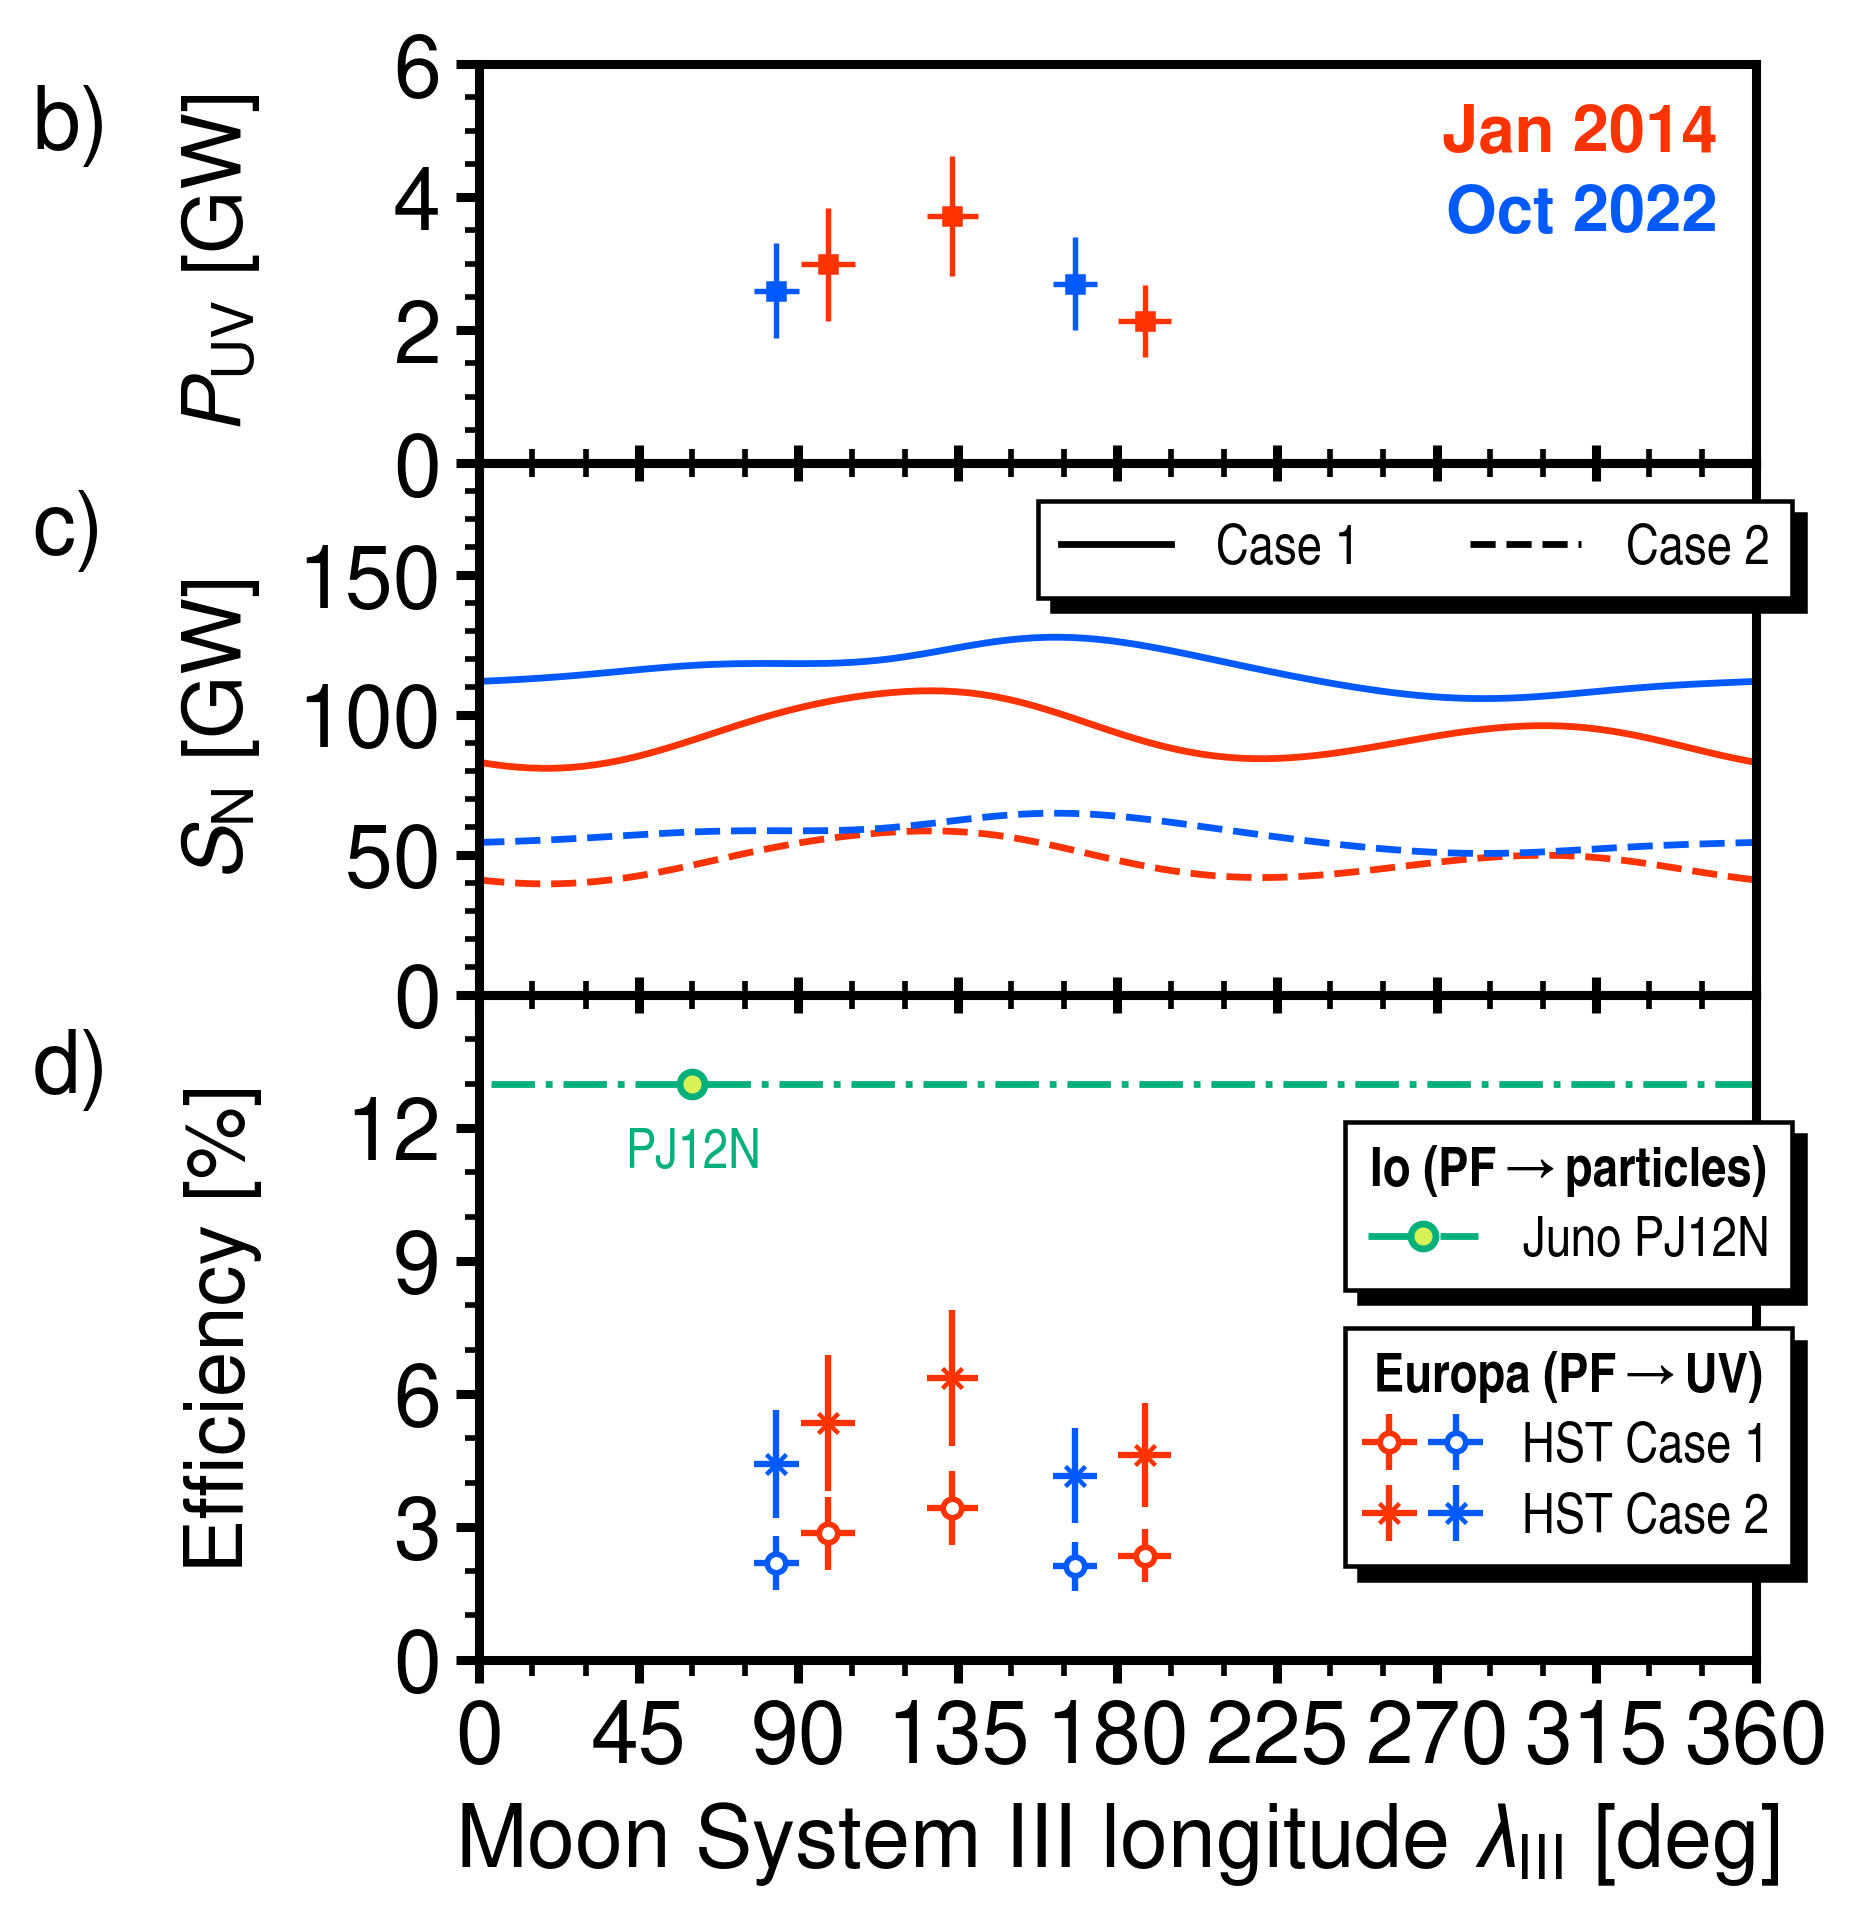 b)
P_UV [GW]
6
4
2
0
Jan 2014
Oct 2022
c)
S_N [GW]
150
100
50
0
Case 1 Case 2
d)
Efficiency [%]
12
9
6
3
0
PJ12N
Io (PF→particles)
Juno PJ12N
Europa (PF→UV)
HST Case 1
HST Case 2
0 45 90 135 180 225 270 315 360
Moon System III longitude λ_III [deg]